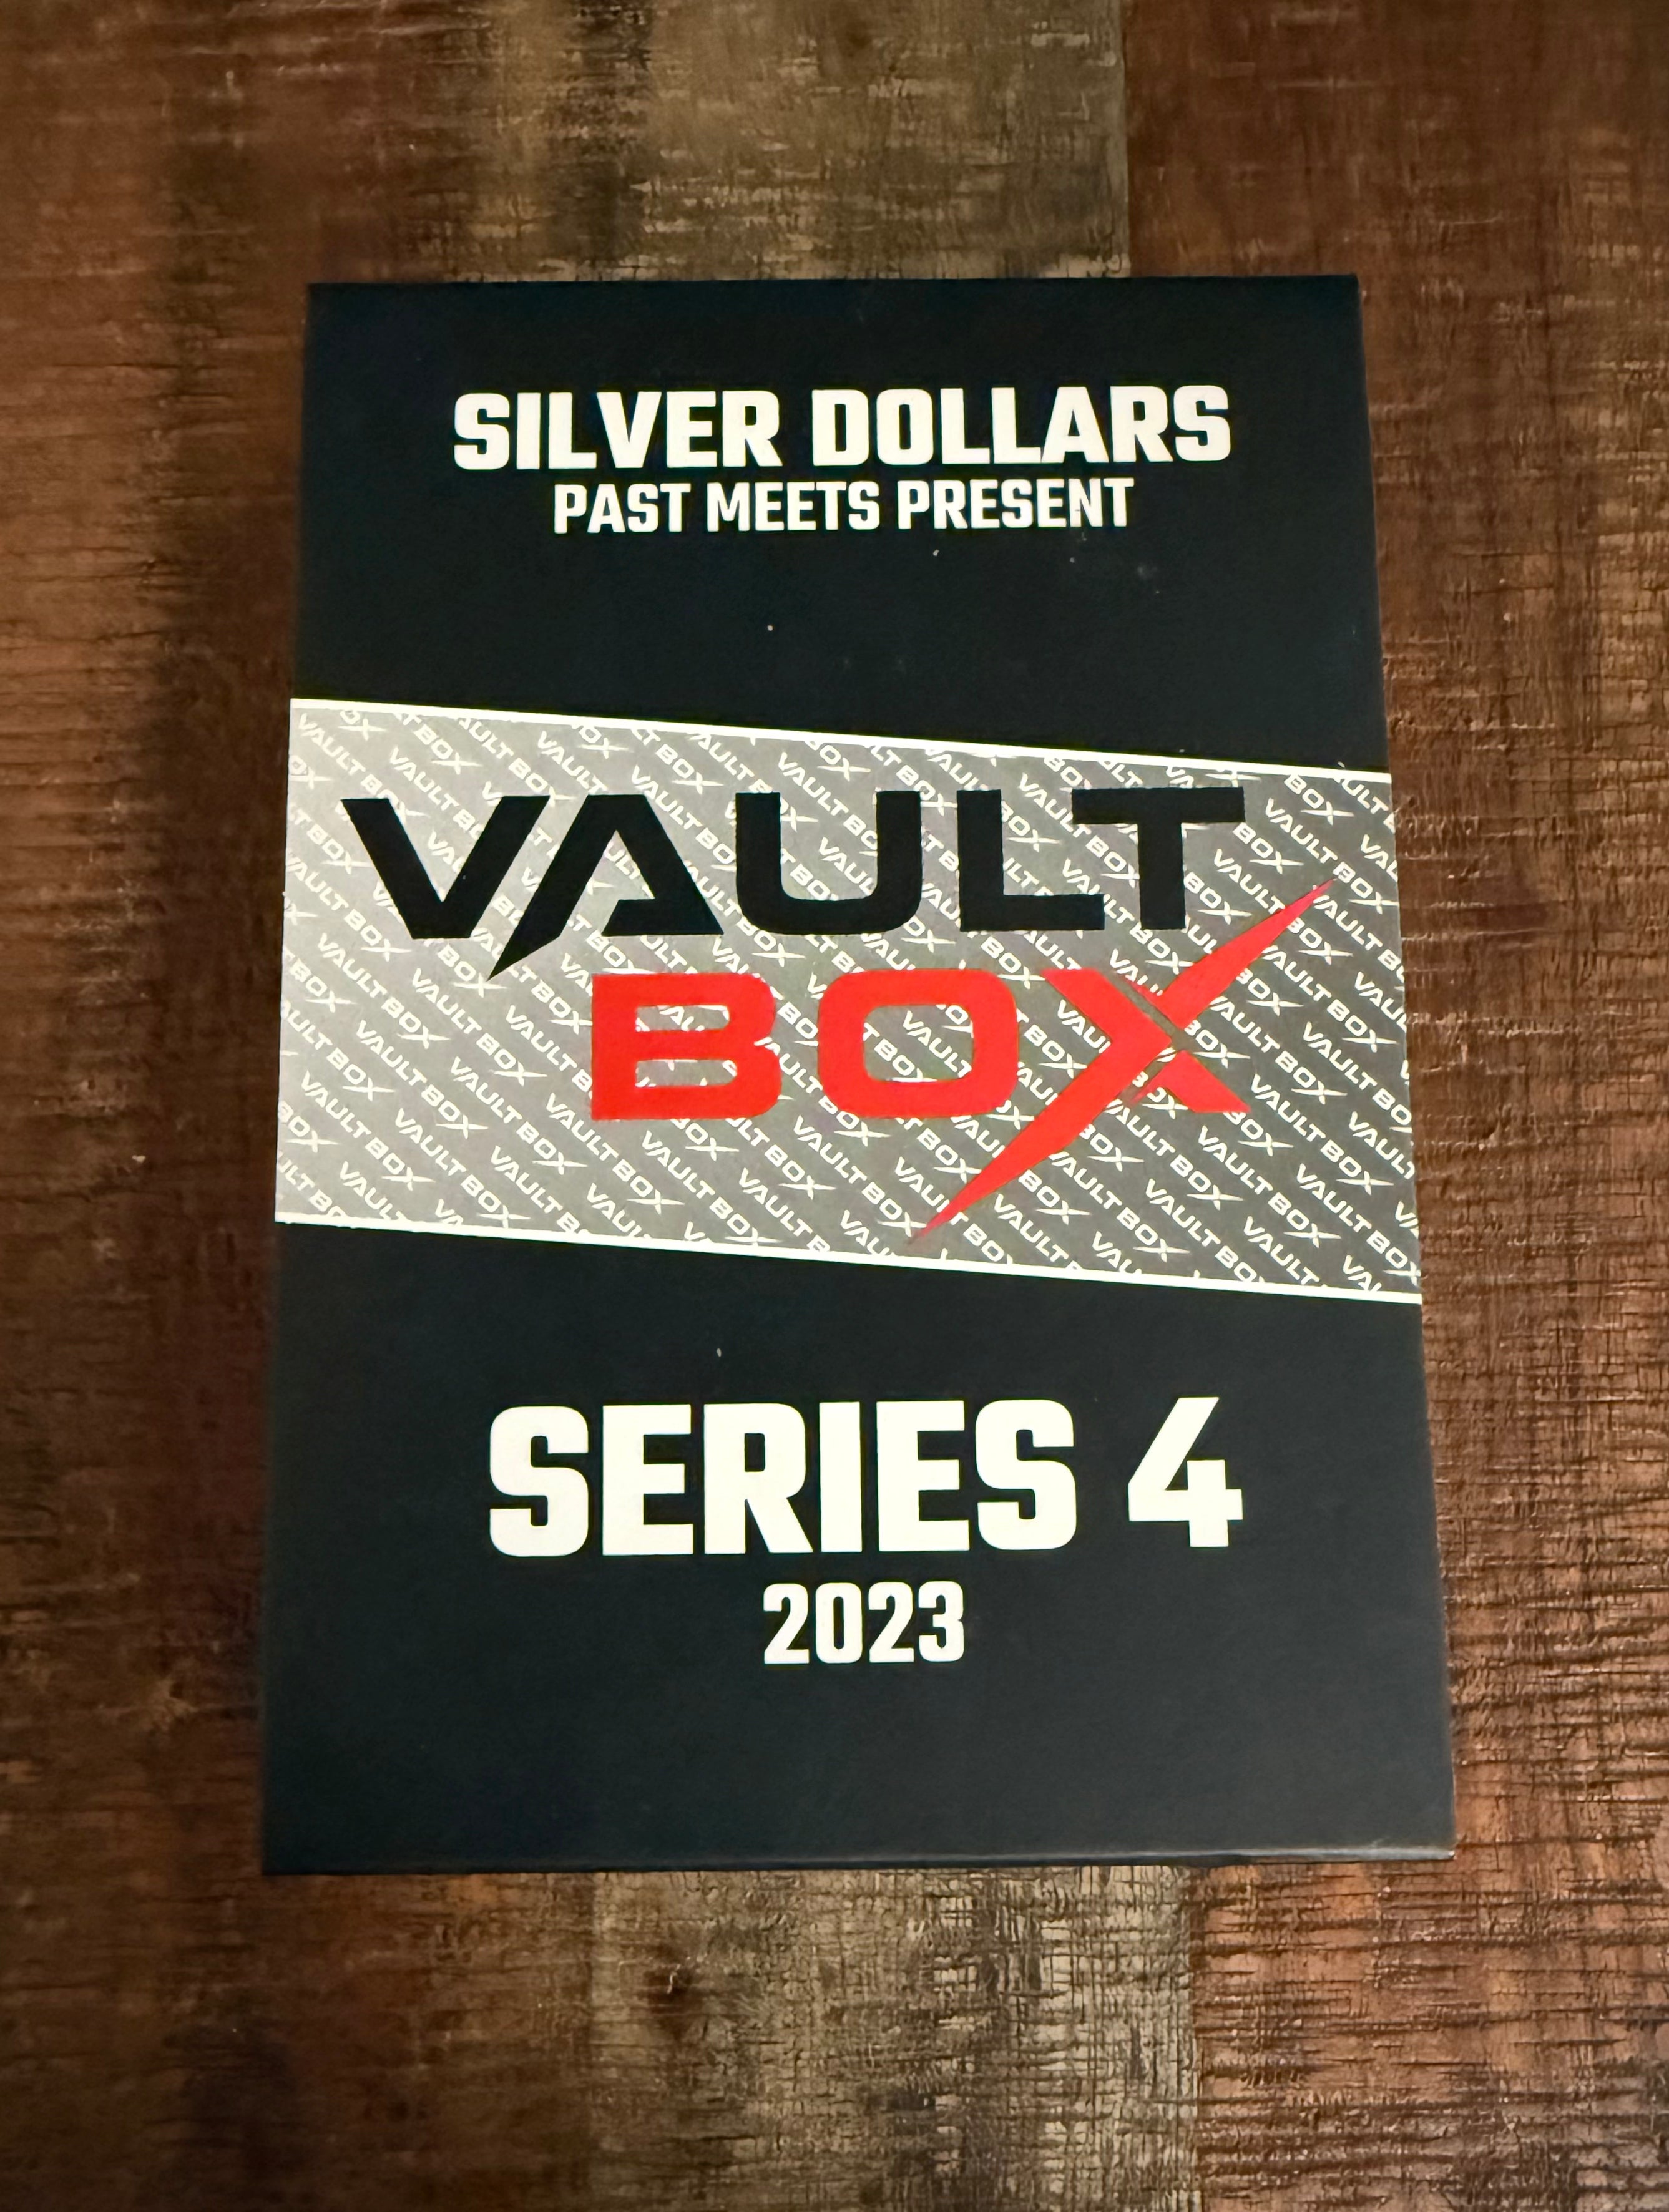 SILVER DOLLARS
PAST MEETS PRESENT
VAULT
BOX
SERIES 4
2023